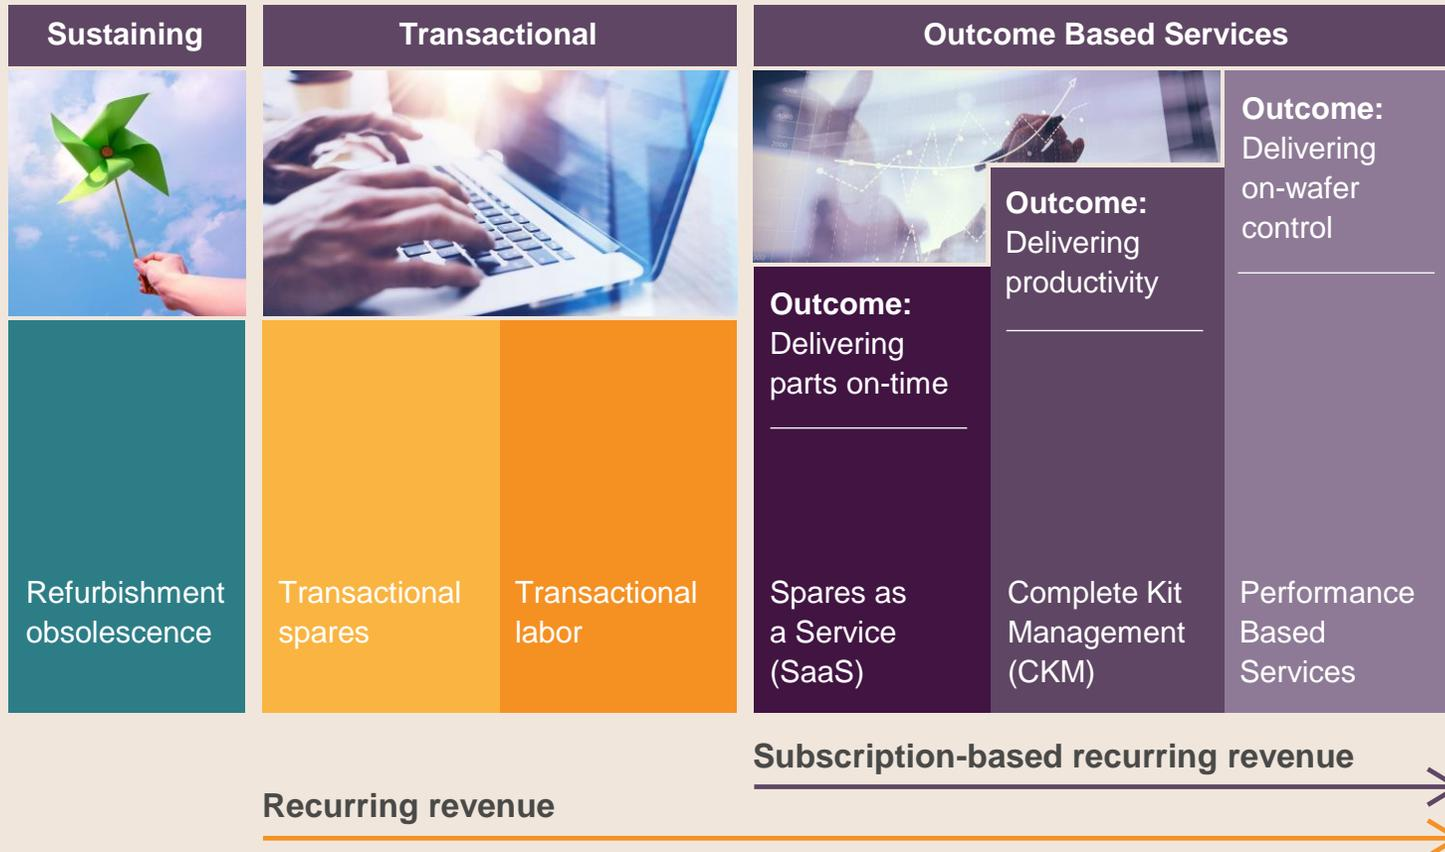 Sustaining
Transactional
Outcome Based Services
Outcome:
Delivering
on-wafer
control
Outcome:
Delivering
productivity
Outcome:
Delivering
parts on-time
Refurbishment
obsolescence
Transactional
spares
Transactional
labor
Spares as
a Service
(SaaS)
Complete Kit
Management
(CKM)
Performance
Based
Services
Subscription-based recurring revenue
Recurring revenue